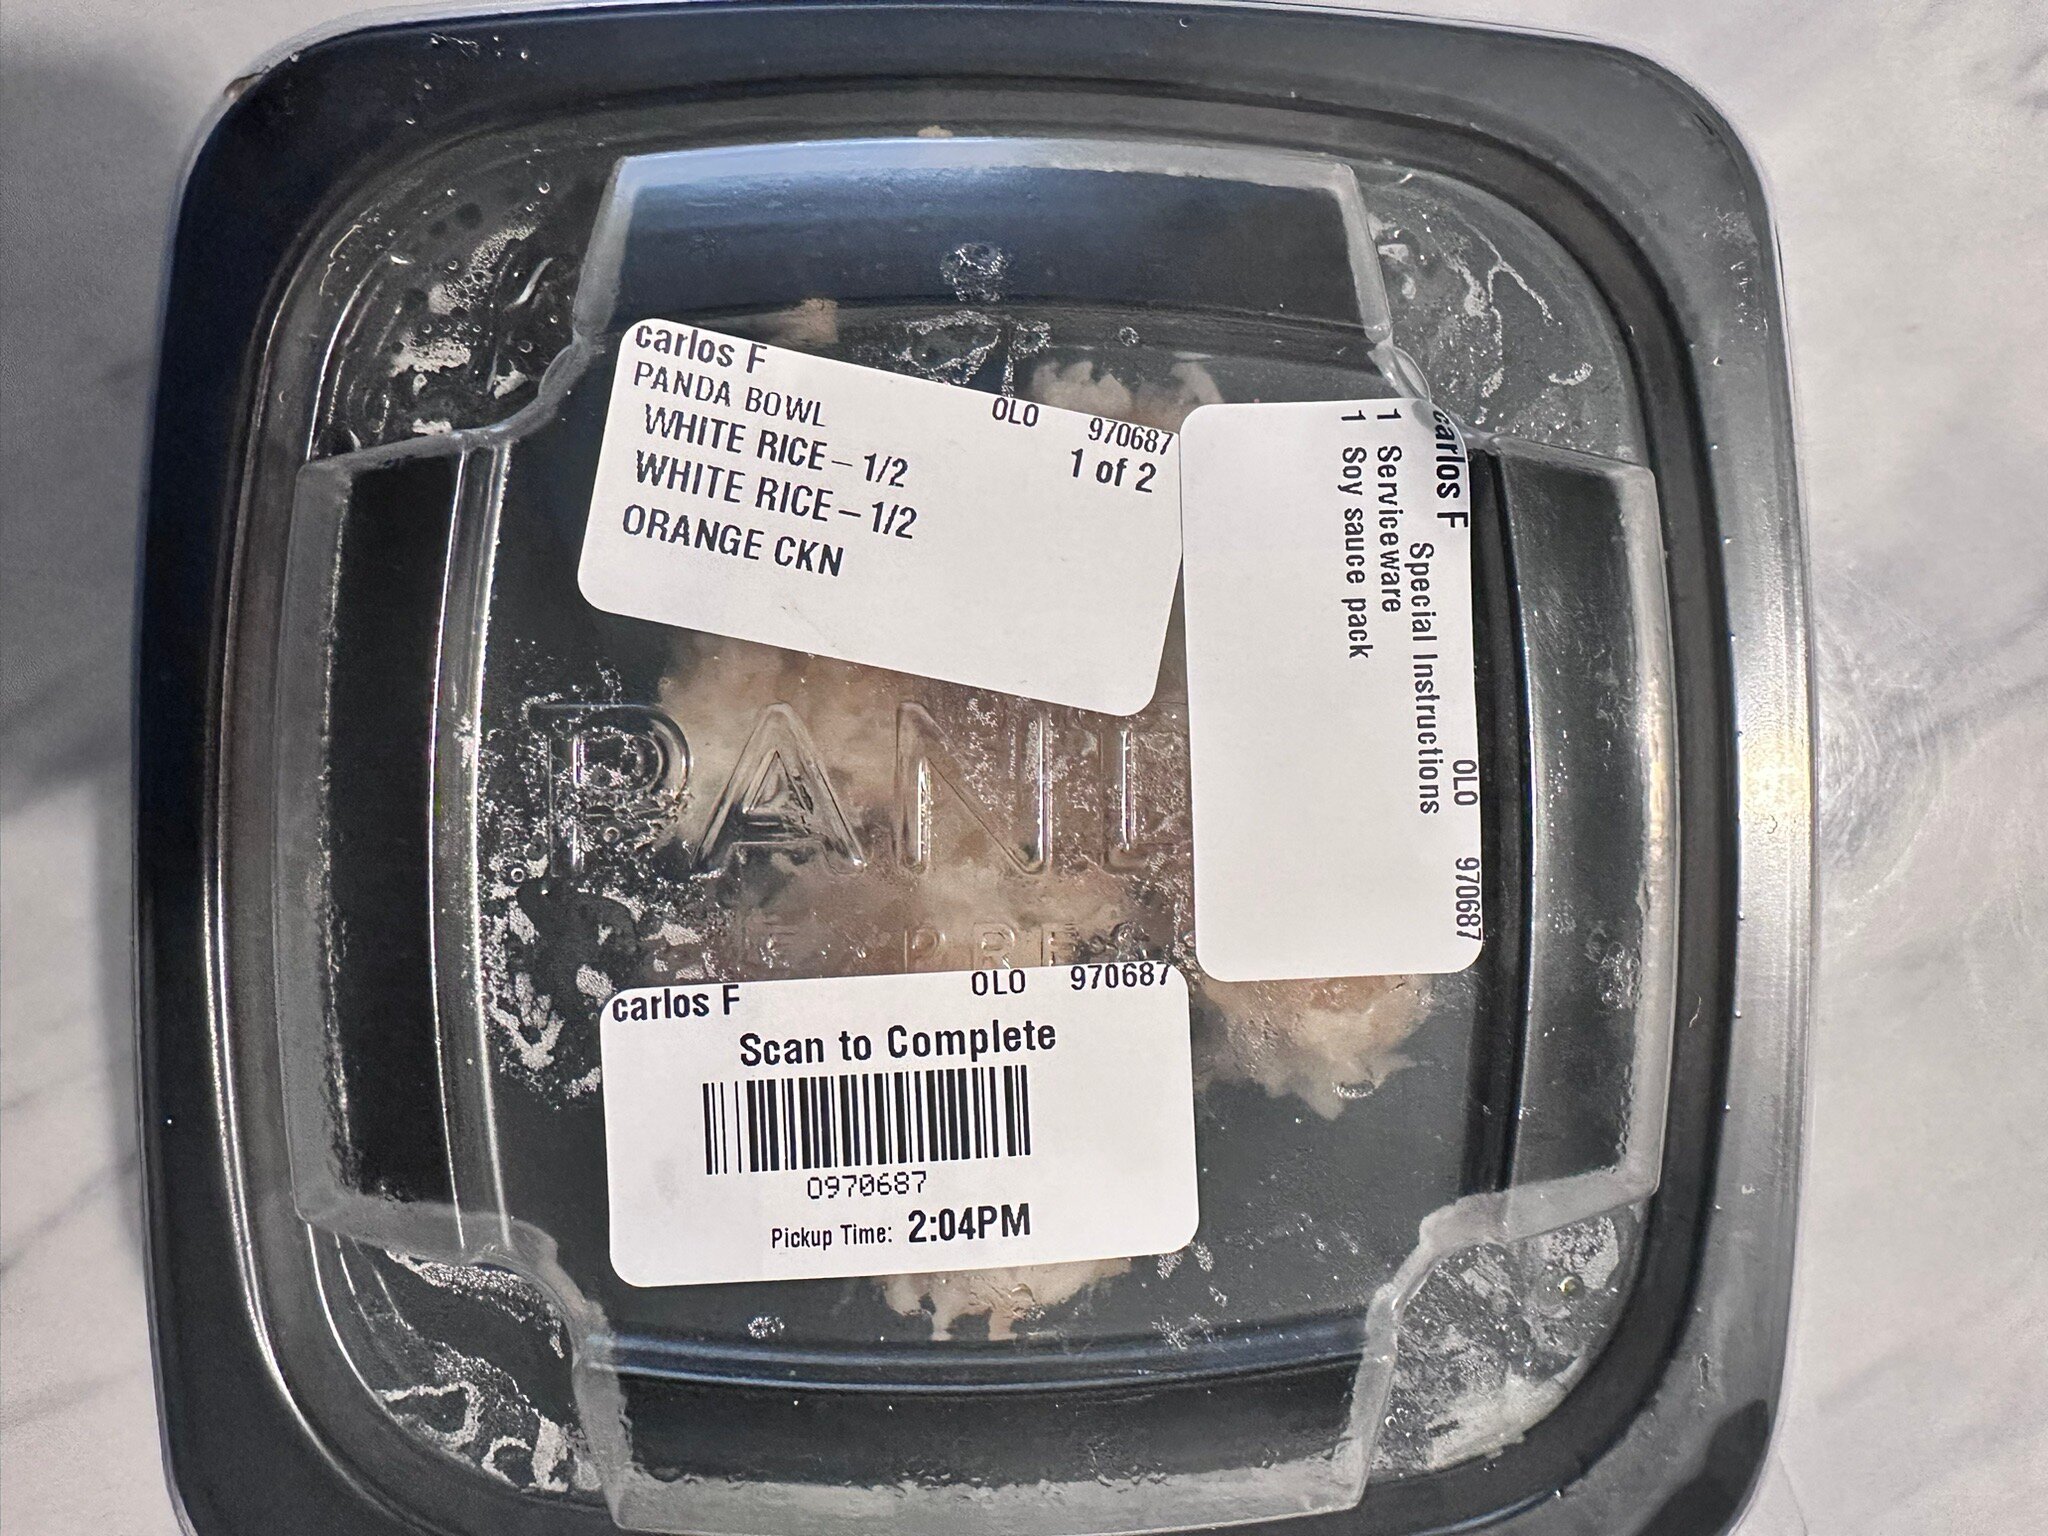 carlos F
PANDA BOWL OLO 970687
WHITE RICE – 1/2 1 of 2
WHITE RICE – 1/2
ORANGE CKN
carlos F OLO 970687
Special Instructions
1 Serviceware
1 Soy sauce pack
PAN
carlos F OLO 970687
Scan to Complete
0970687
Pickup Time: 2:04PM